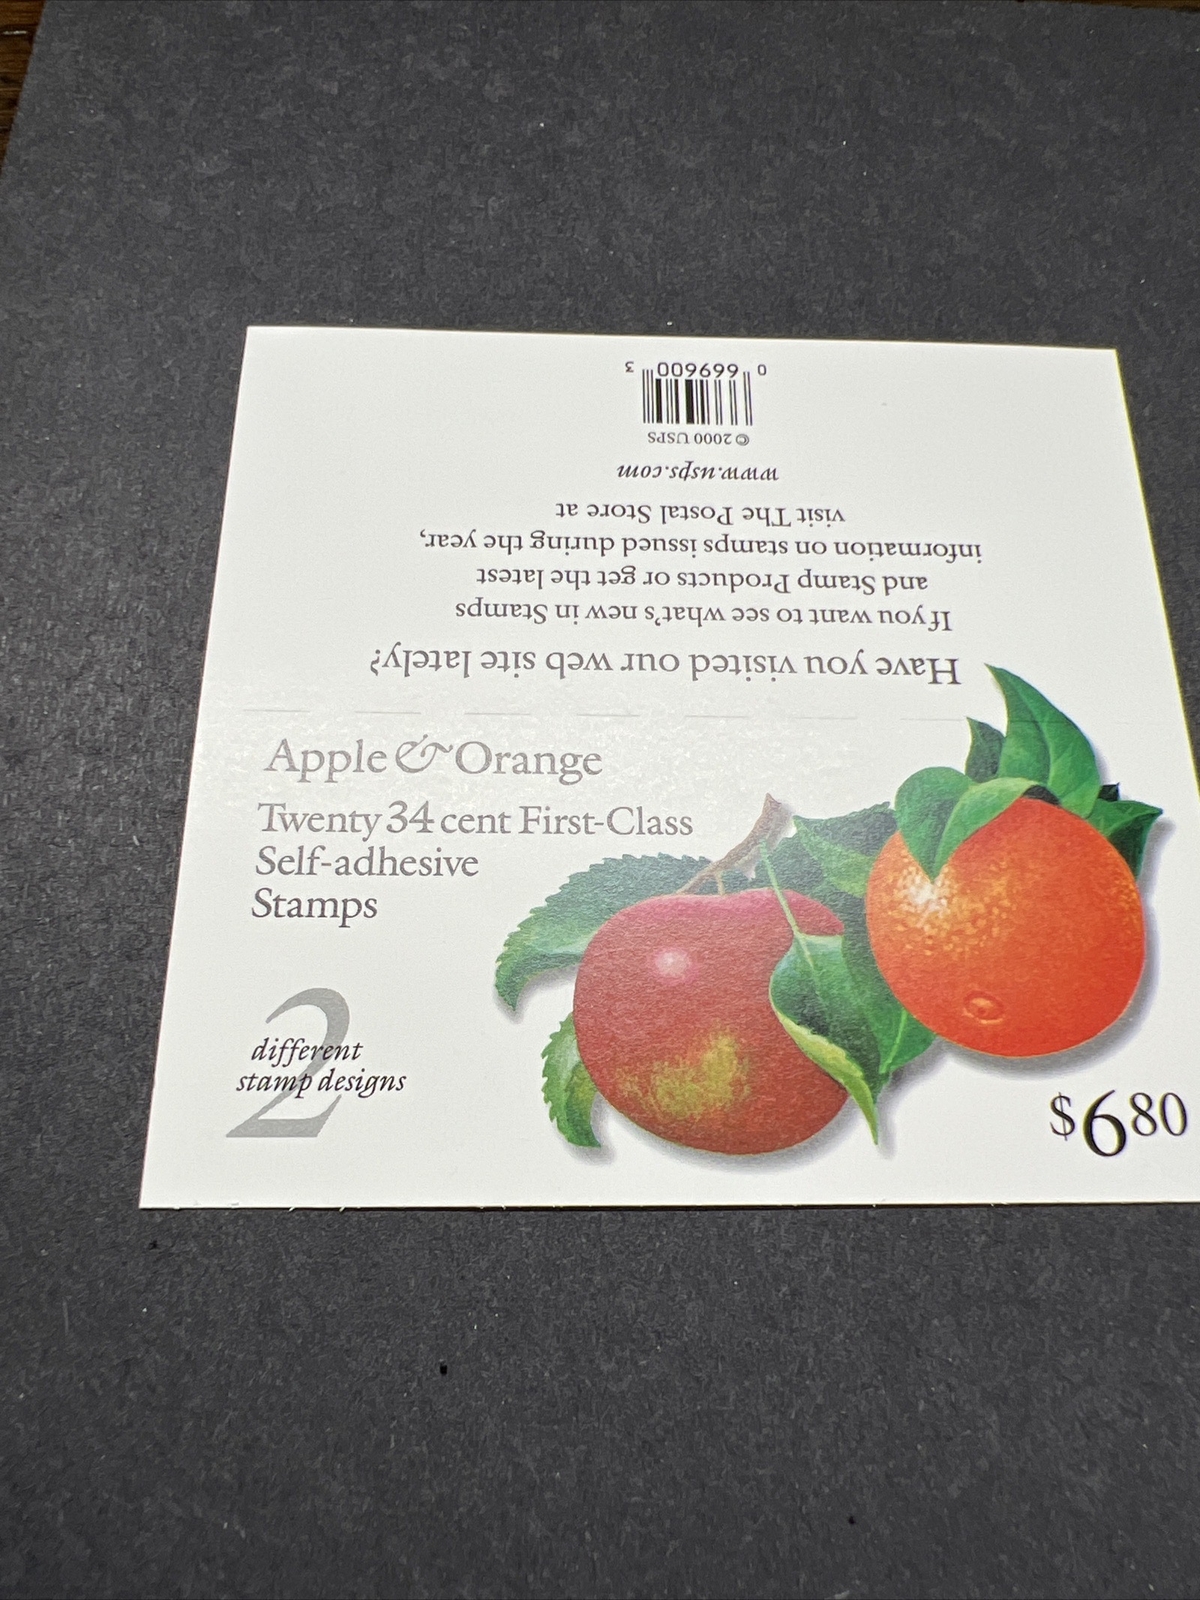 Apple & Orange
Twenty 34 cent First-Class
Self-adhesive
Stamps
2
different
stamp designs
$6.80
Have you visited our web site lately?
If you want to see what's new in Stamps
and Stamp Products or get the latest
information on stamps issued during the year,
visit The Postal Store at
www.usps.com
© 2000 USPS
0 669600 3